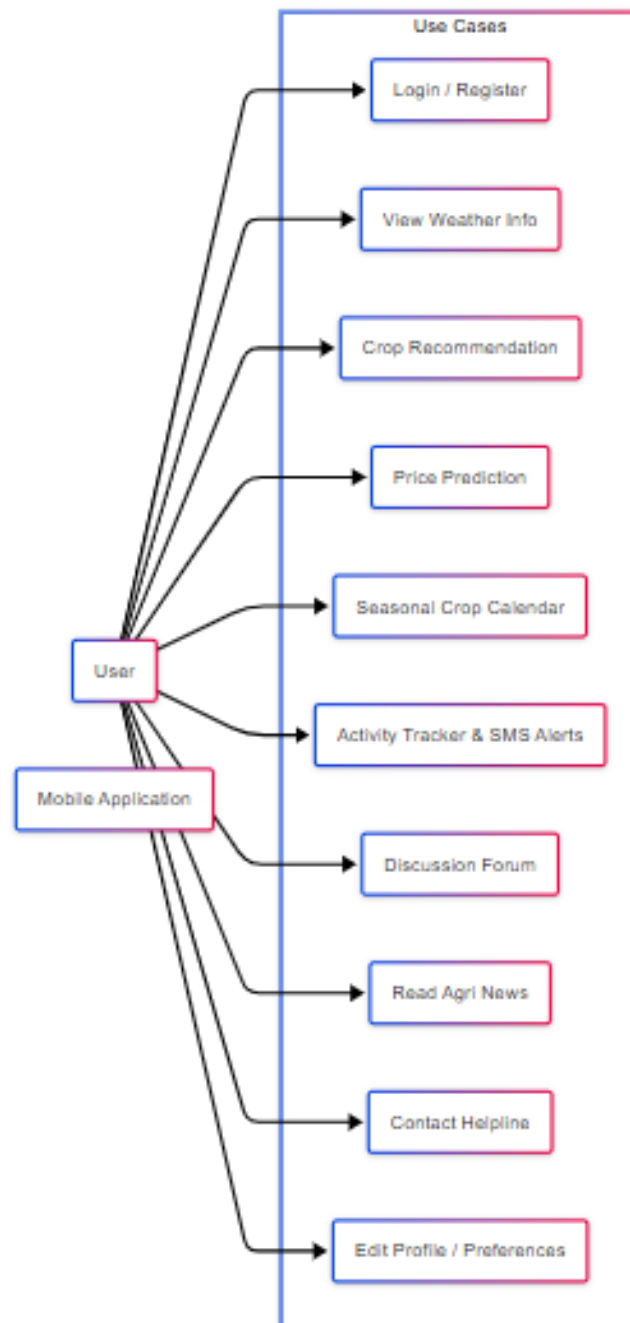 Use Cases
Login / Register
View Weather Info
Crop Recommendation
Price Prediction
Seasonal Crop Calendar
User
Activity Tracker & SMS Alerts
Mobile Application
Discussion Forum
Read Agri News
Contact Helpline
Edit Profile / Preferences